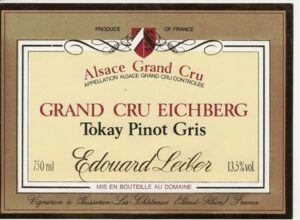 PRODUCE OF FRANCE
Alsace Grand Cru
APPELLATION ALSACE GRAND CRU CONTRÔLÉE
GRAND CRU EICHBERG
Tokay Pinot Gris
750 ml Edouard Leiber 13,5%vol.
MIS EN BOUTEILLE AU DOMAINE
Vigneron à Husseren-Les-Châteaux (Haut-Rhin) France